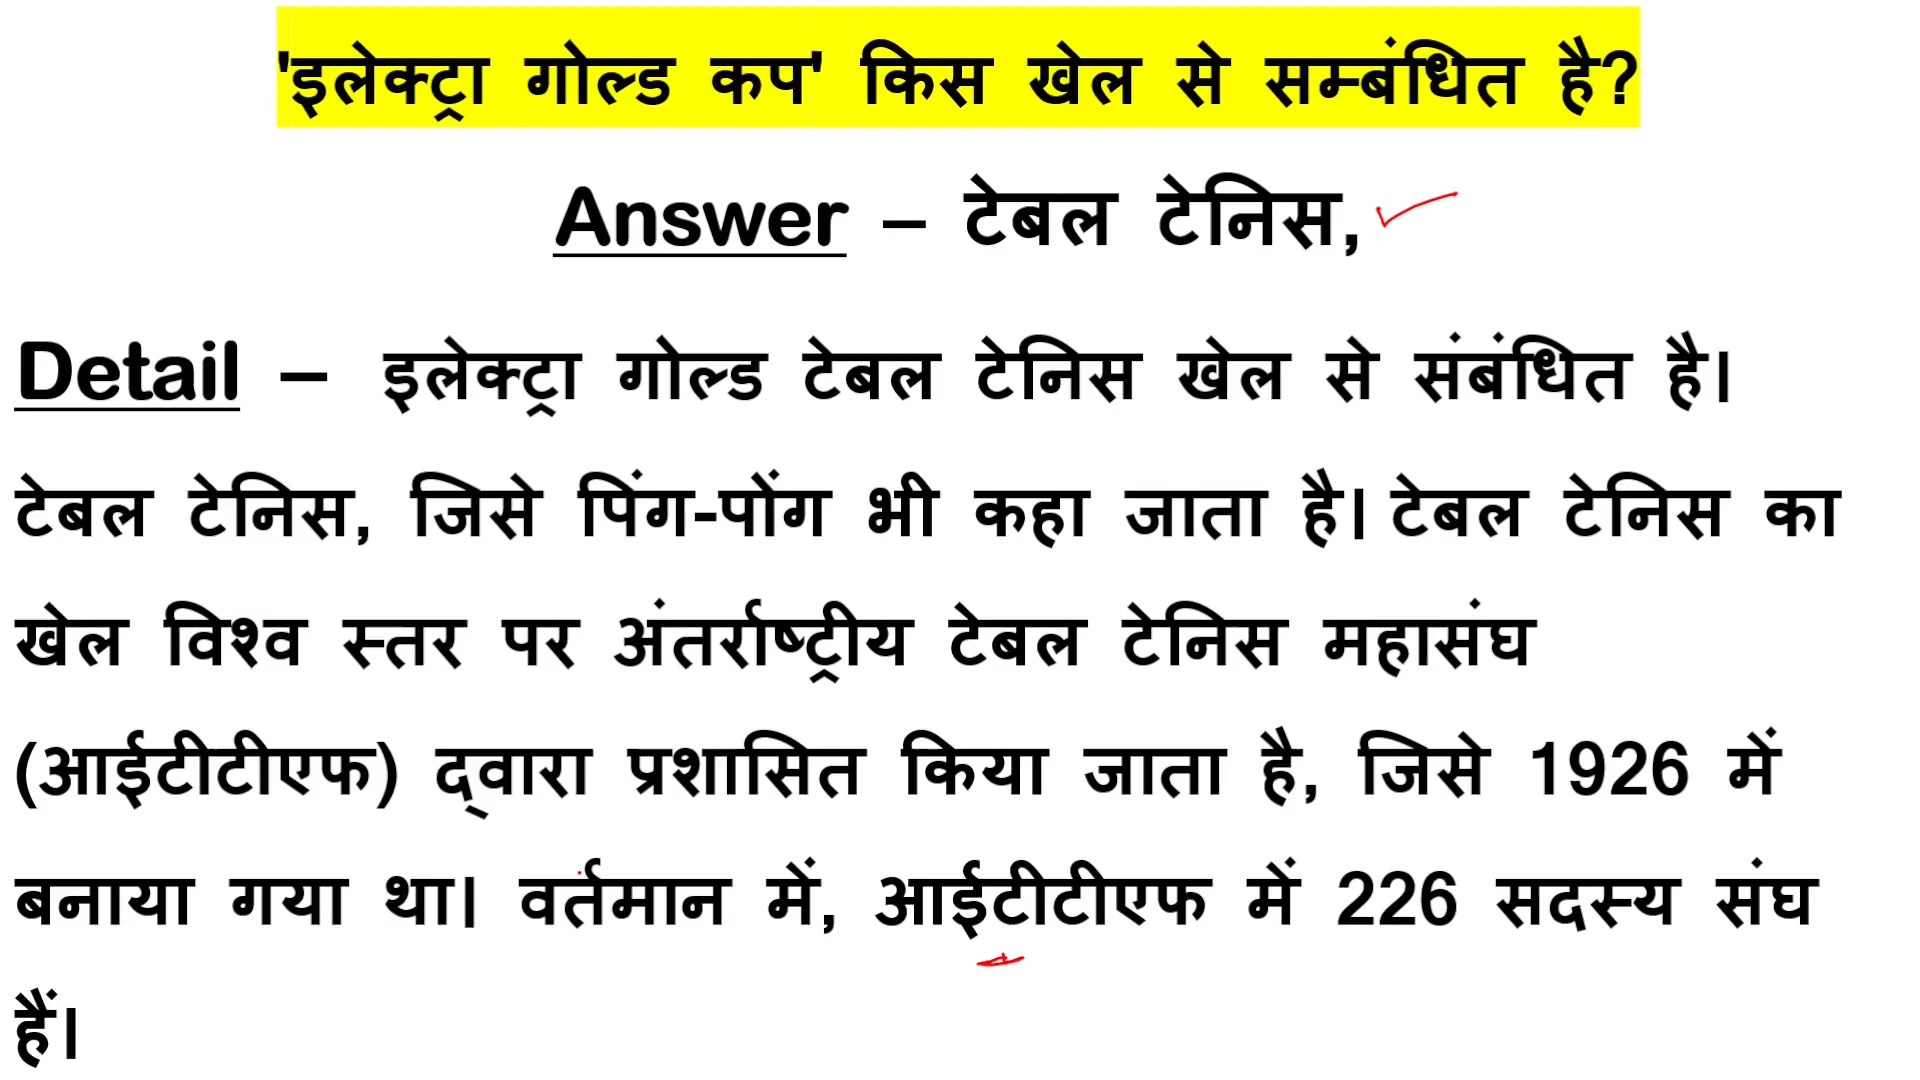 'इलेक्ट्रा गोल्ड कप' किस खेल से सम्बंधित है?
Answer – टेबल टेनिस,
Detail – इलेक्ट्रा गोल्ड टेबल टेनिस खेल से संबंधित है।
टेबल टेनिस, जिसे पिंग-पोंग भी कहा जाता है। टेबल टेनिस का
खेल विश्व स्तर पर अंतर्राष्ट्रीय टेबल टेनिस महासंघ
(आईटीटीएफ) द्वारा प्रशासित किया जाता है, जिसे 1926 में
बनाया गया था। वर्तमान में, आईटीटीएफ में 226 सदस्य संघ
हैं।